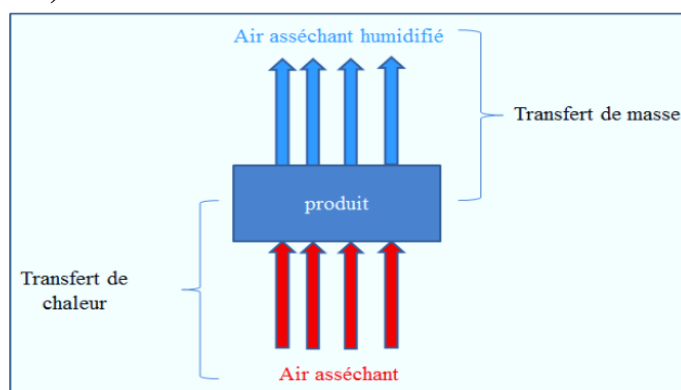 Air asséchant humidifié
Transfert de masse
produit
Transfert de
chaleur
Air asséchant